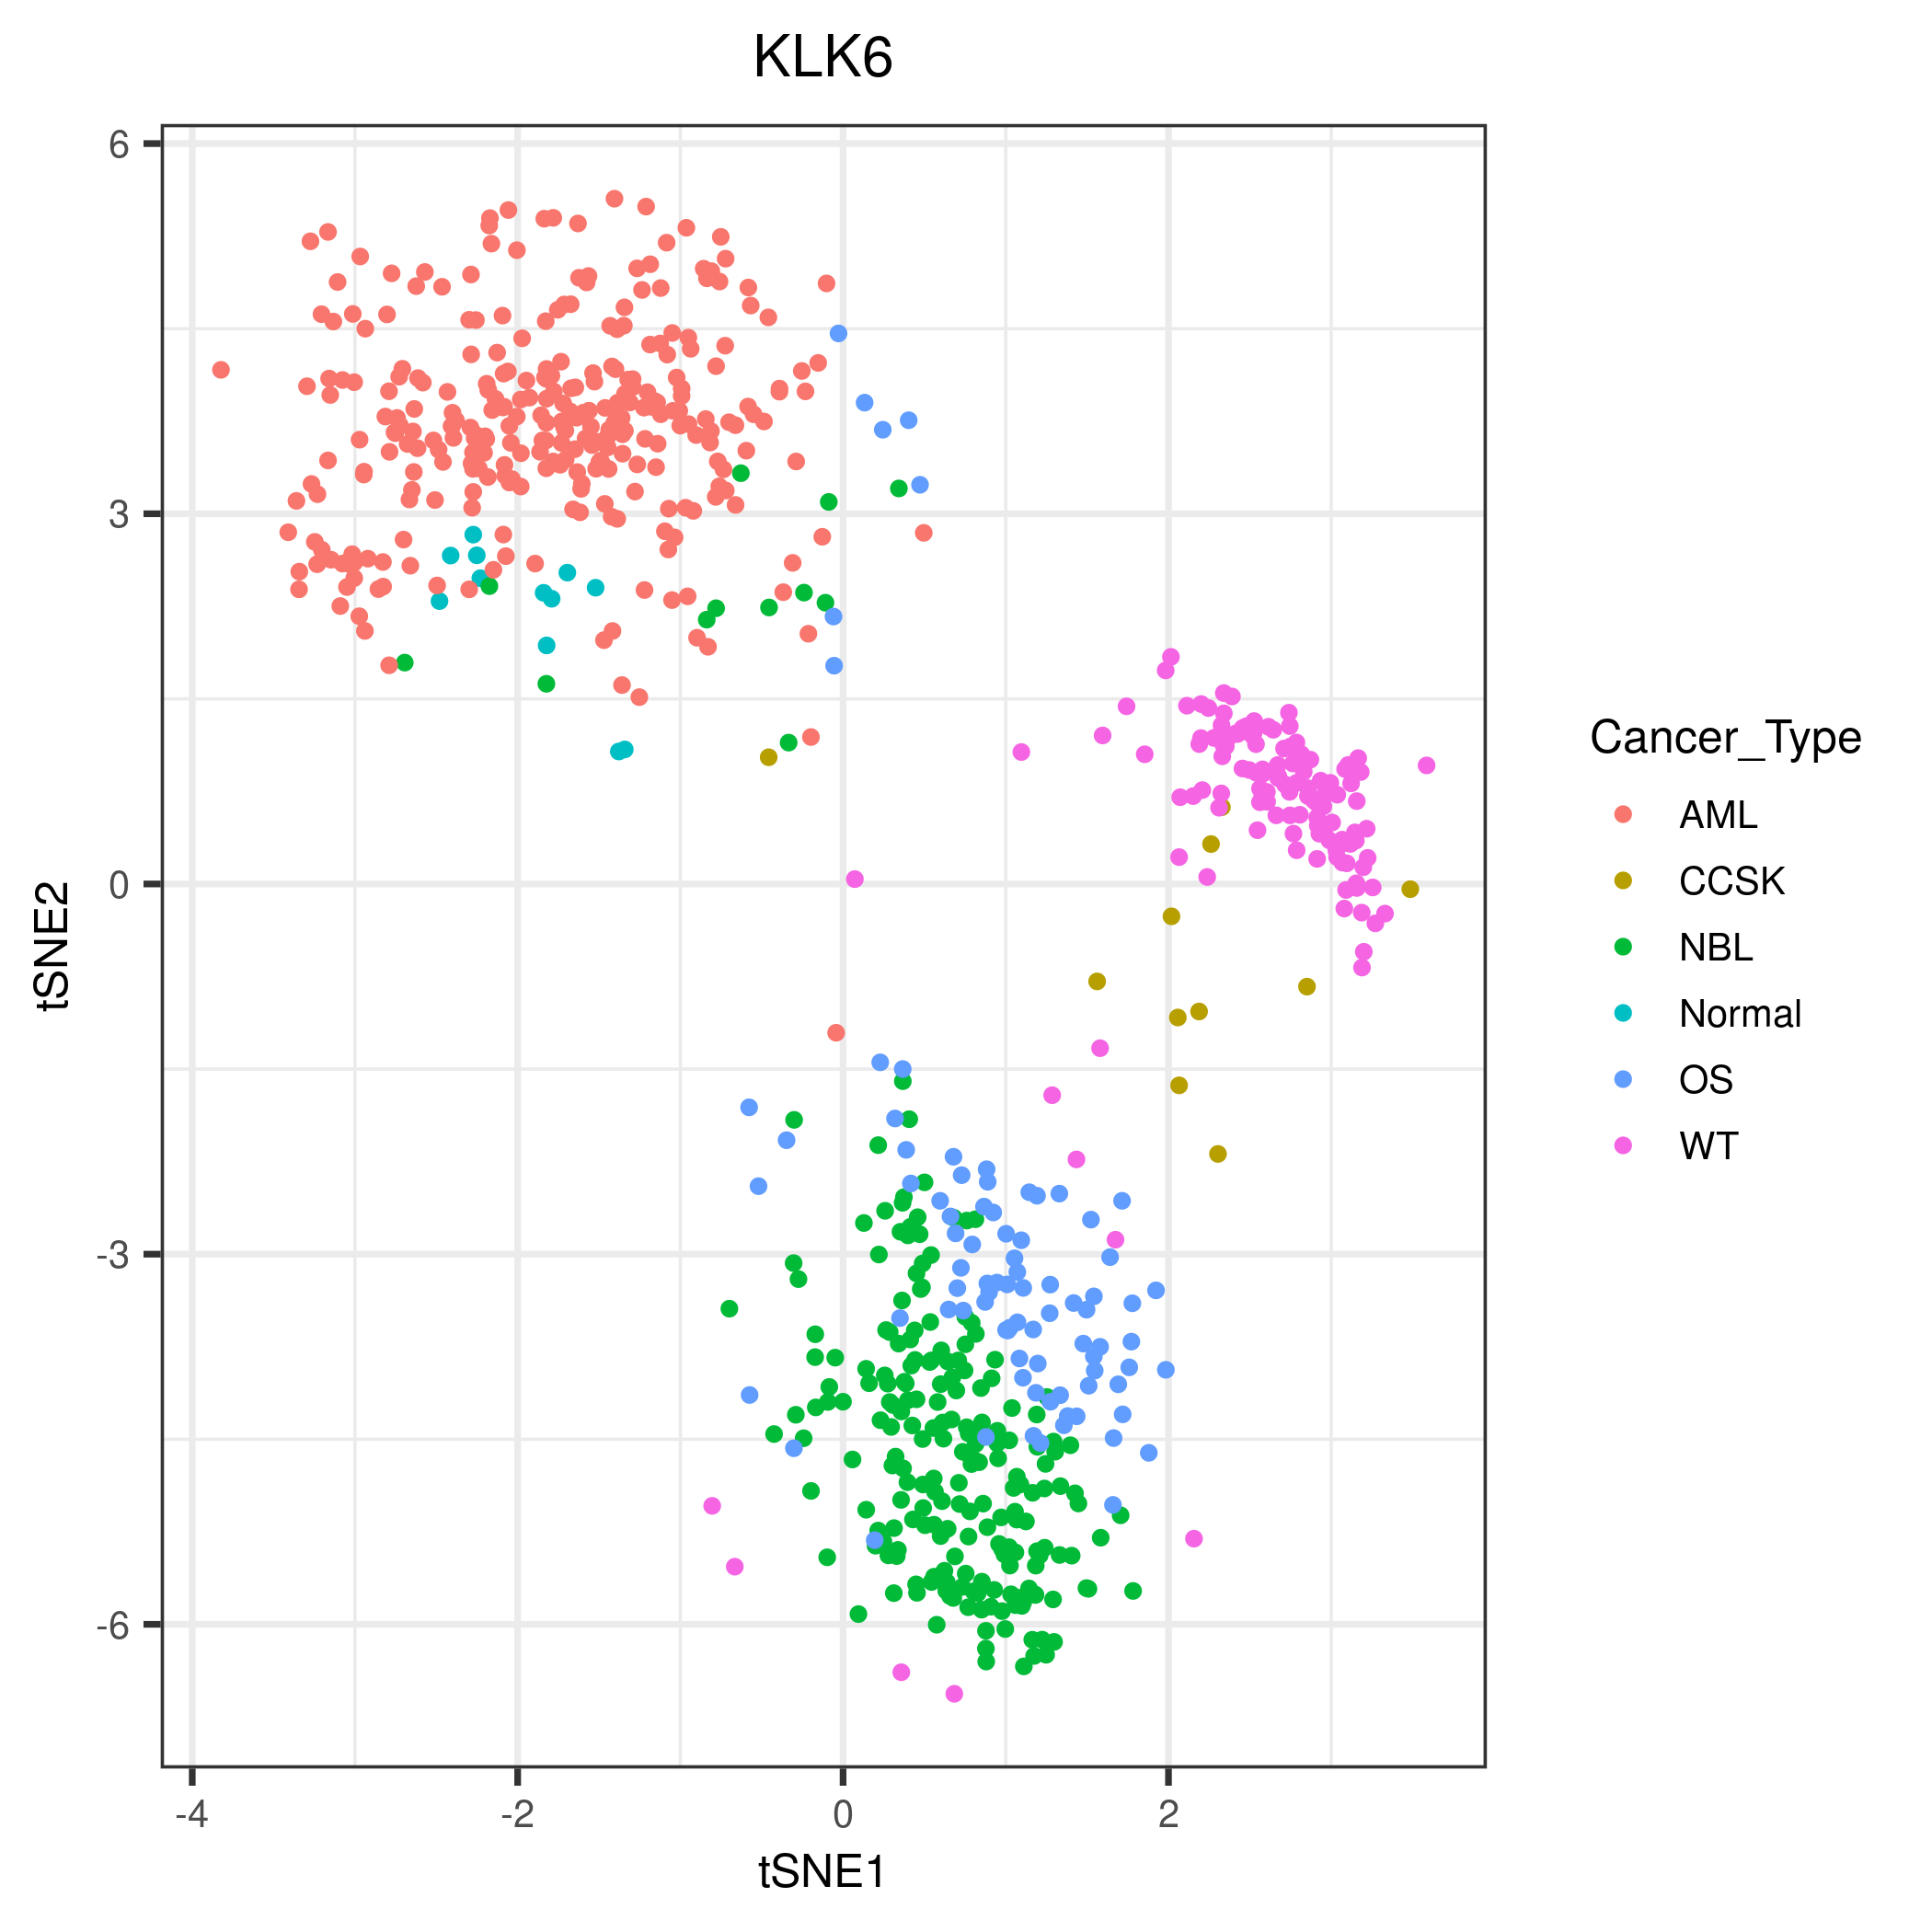 KLK6
6
3
0
-3
-6
tSNE2
-4
-2
0
2
tSNE1
Cancer_Type
AML
CCSK
NBL
Normal
OS
WT